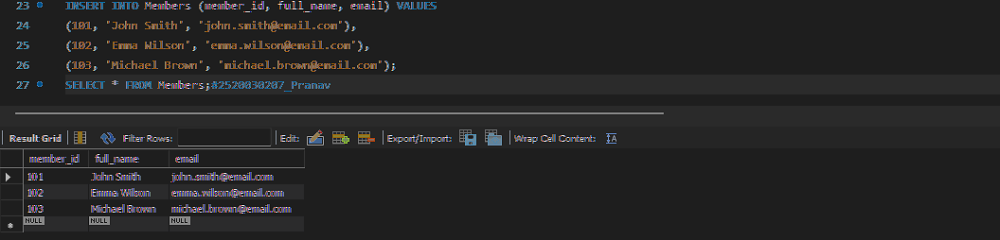 23 INSERT INTO Members (member_id, full_name, email) VALUES
24 (101, 'John Smith', 'john.smith@email.com'),
25 (102, 'Emma Wilson', 'emma.wilson@email.com'),
26 (103, 'Michael Brown', 'michael.brown@email.com');
27 SELECT * FROM Members;#2520030207_Pranav
Result Grid Filter Rows: Edit: Export/Import: Wrap Cell Content: IA
member_id full_name email
101 John Smith john.smith@email.com
102 Emma Wilson emma.wilson@email.com
103 Michael Brown michael.brown@email.com
NULL NULL NULL